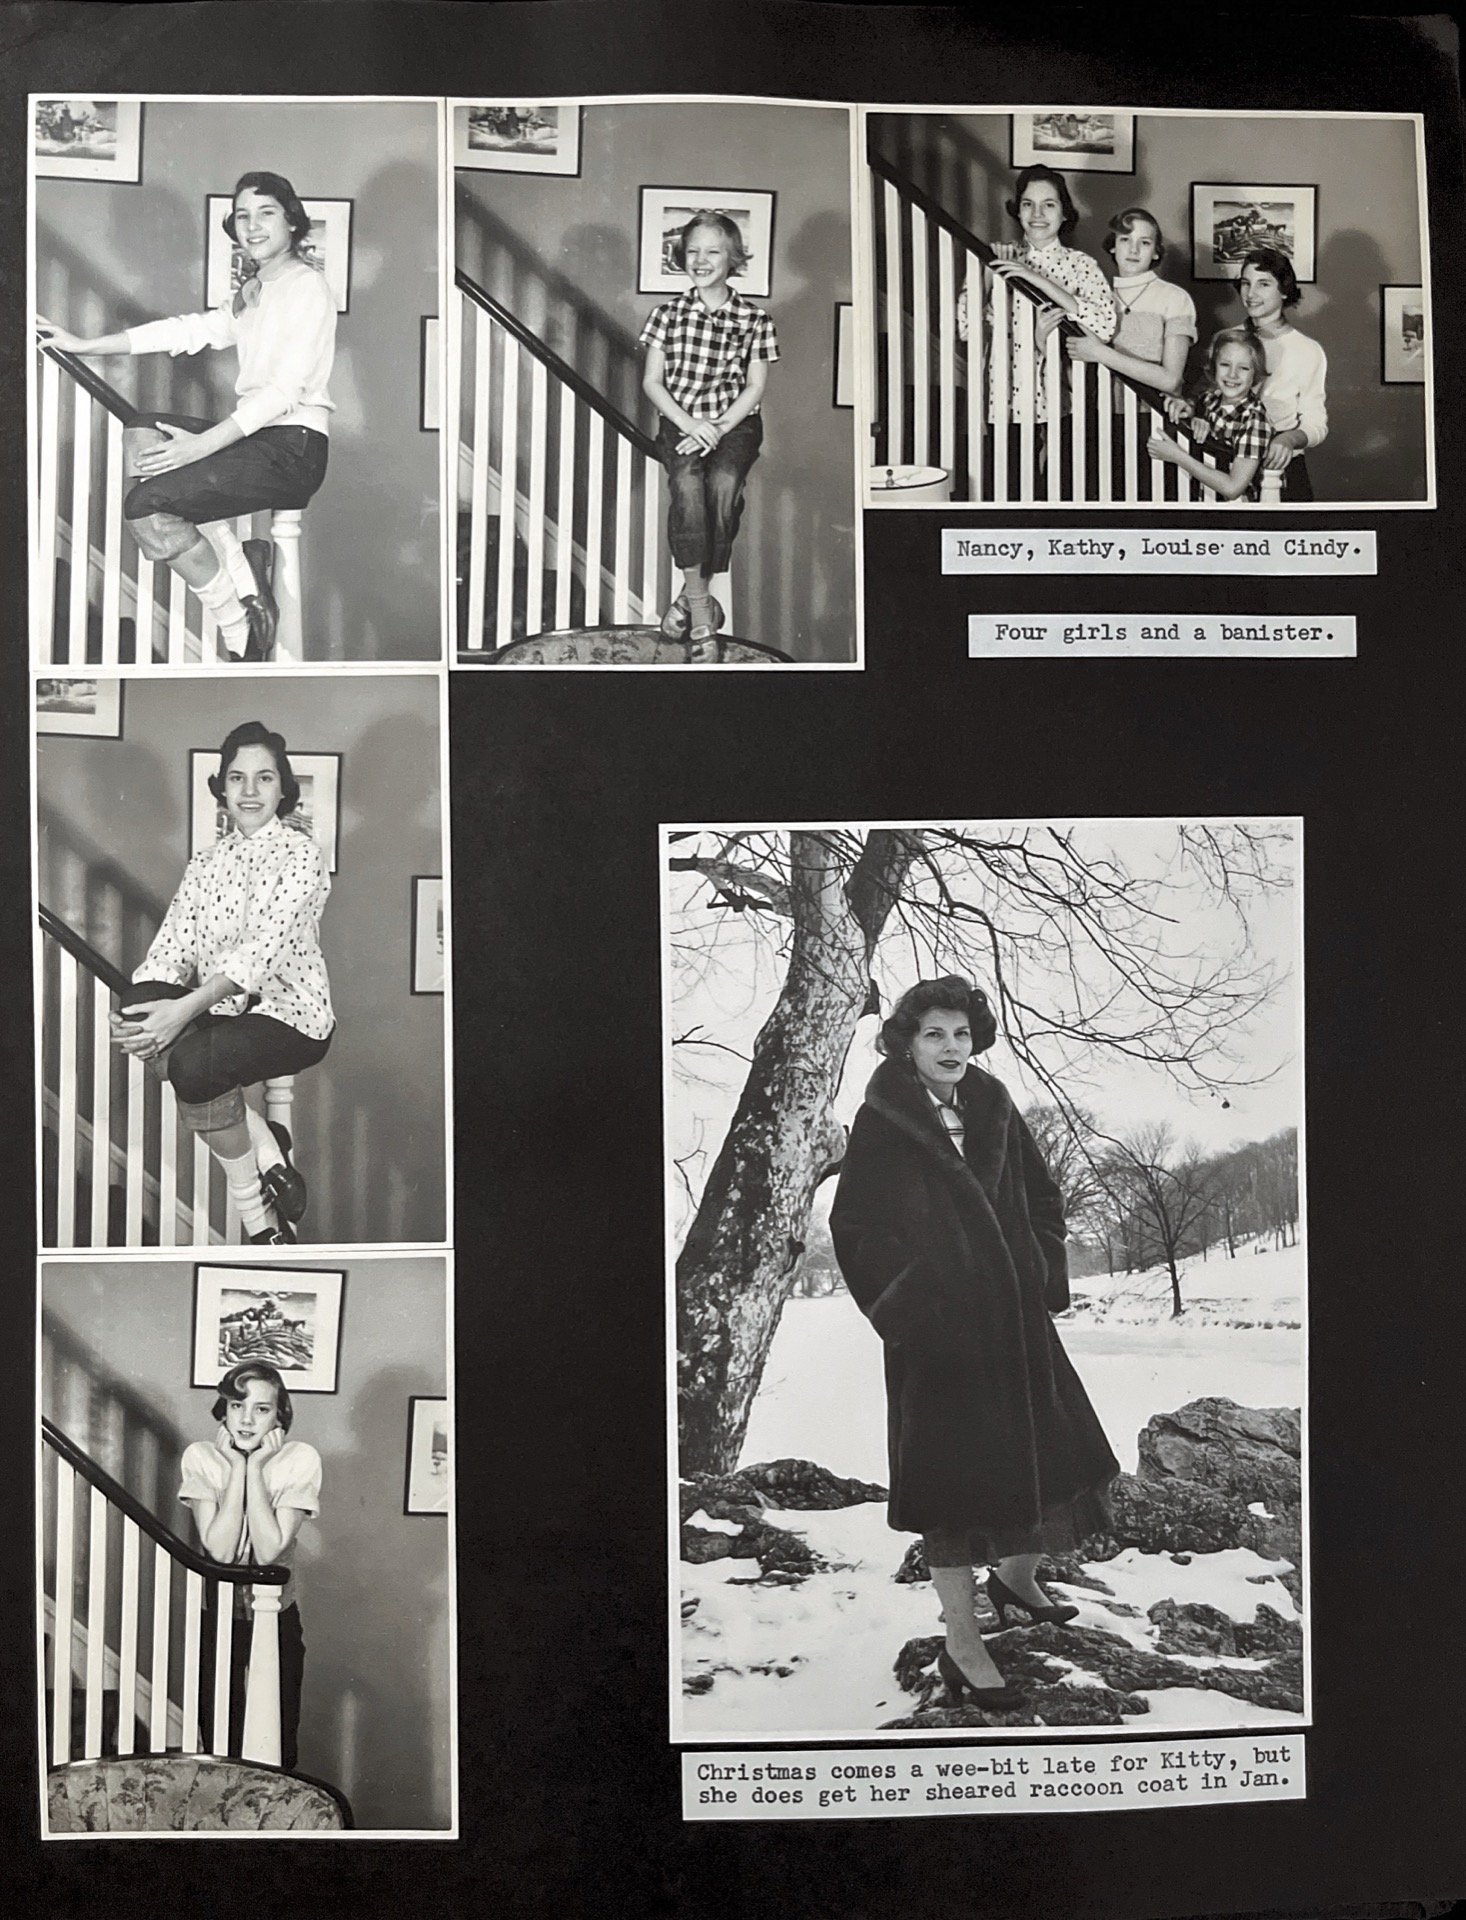 Nancy, Kathy, Louise and Cindy.
Four girls and a banister.
Christmas comes a wee-bit late for Kitty, but
she does get her sheared raccoon coat in Jan.